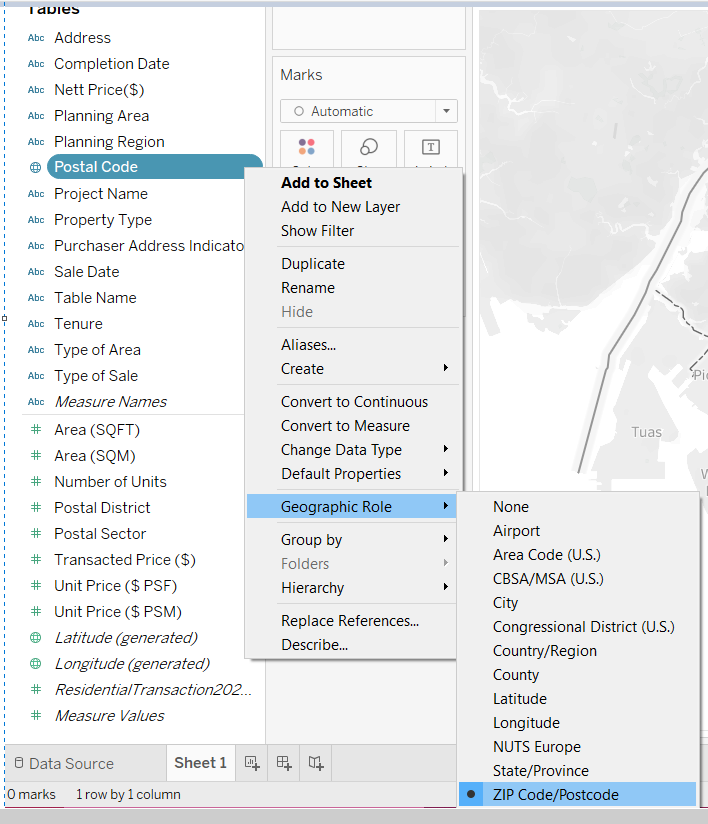 Tables
Abc Address
Abc Completion Date
Abc Nett Price($)
Abc Planning Area
Abc Planning Region
Postal Code
Abc Project Name
Abc Property Type
Abc Purchaser Address Indicato
Abc Sale Date
Abc Table Name
Abc Tenure
Abc Type of Area
Abc Type of Sale
Abc Measure Names
# Area (SQFT)
# Area (SQM)
# Number of Units
# Postal District
# Postal Sector
# Transacted Price ($)
# Unit Price ($ PSF)
# Unit Price ($ PSM)
Latitude (generated)
Longitude (generated)
# ResidentialTransaction202...
# Measure Values
Data Source
Sheet 1
0 marks
1 row by 1 column
Marks
Automatic
T
Add to Sheet
Add to New Layer
Show Filter
Duplicate
Rename
Hide
Aliases...
Create
Convert to Continuous
Convert to Measure
Change Data Type
Default Properties
Geographic Role
Group by
Folders
Hierarchy
Replace References...
Describe...
None
Airport
Area Code (U.S.)
CBSA/MSA (U.S.)
City
Congressional District (U.S.)
Country/Region
County
Latitude
Longitude
NUTS Europe
State/Province
ZIP Code/Postcode
Tuas